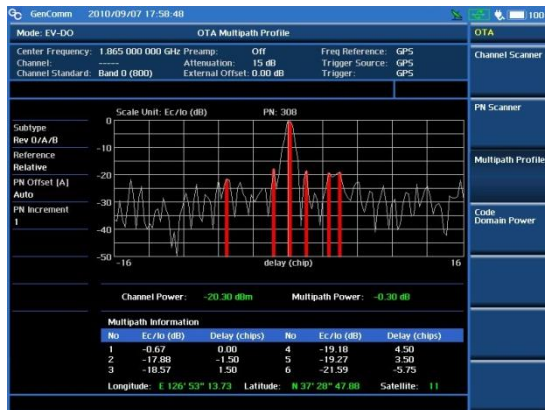 GenComm 2010/09/07 17:58:48 100
Mode: EV-DO OTA Multipath Profile OTA
Center Frequency: 1.865 000 000 GHz Preamp: Off Freq Reference: GPS
Channel: ----- Attenuation: 15 dB Trigger Source: GPS
Channel Standard: Band 0 (800) External Offset: 0.00 dB Trigger: GPS
Channel Scanner
PN Scanner
Multipath Profile
Code
Domain Power
Subtype
Rev 0/A/B
Reference
Relative
PN Offset [A]
Auto
PN Increment
1
Scale Unit: Ec/Io (dB) PN: 308
0
-10
-20
-30
-40
-50
-16 delay (chip) 16
Channel Power: -20.30 dBm Multipath Power: -0.30 dB
Multipath Information
No Ec/Io (dB) Delay (chips) No Ec/Io (dB) Delay (chips)
1 -0.67 0.00 4 -19.18 4.50
2 -17.88 -1.50 5 -19.27 3.50
3 -18.57 1.50 6 -21.59 -5.75
Longitude: E 126' 53" 13.73 Latitude: N 37' 28" 47.88 Satellite: 11